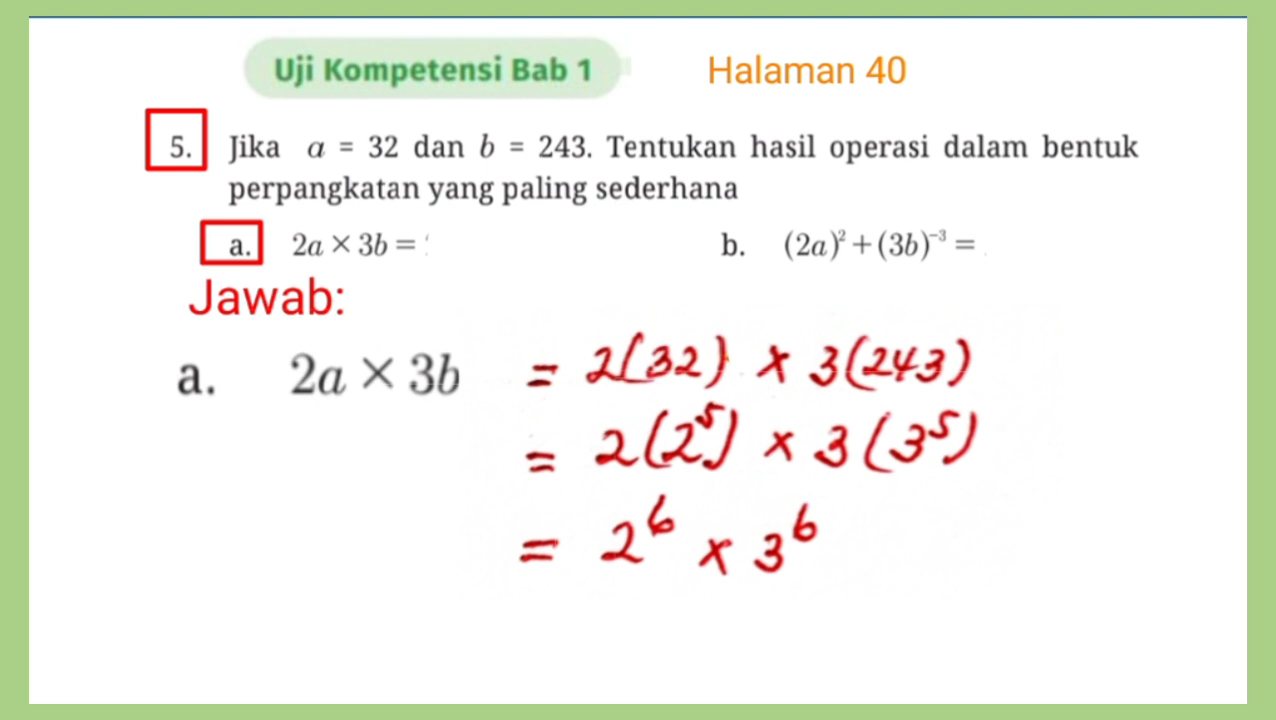 Uji Kompetensi Bab 1 Halaman 40
5. Jika a = 32 dan b = 243. Tentukan hasil operasi dalam bentuk
perpangkatan yang paling sederhana
a. 2a × 3b = b. (2a)² + (3b)⁻³ =
Jawab:
a. 2a × 3b = 2(32) × 3(243)
= 2(2⁵) × 3(3⁵)
= 2⁶ × 3⁶